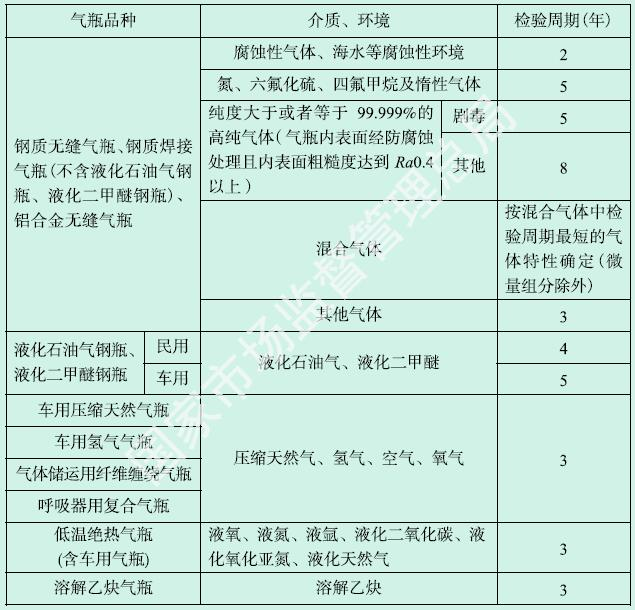 气瓶品种
介质、环境
检验周期(年)
钢质无缝气瓶、钢质焊接
气瓶(不含液化石油气钢
瓶、液化二甲醚钢瓶)、
铝合金无缝气瓶
腐蚀性气体、海水等腐蚀性环境
2
氮、六氟化硫、四氟甲烷及惰性气体
5
纯度大于或者等于 99.999%的
高纯气体(气瓶内表面经防腐蚀
处理且内表面粗糙度达到 Ra0.4
以上)
剧毒
5
其他
8
混合气体
按混合气体中检
验周期最短的气
体特性确定(微
量组分除外)
其他气体
3
液化石油气钢瓶、
液化二甲醚钢瓶
民用
车用
液化石油气、液化二甲醚
4
5
车用压缩天然气瓶
车用氢气气瓶
气体储运用纤维缠绕气瓶
呼吸器用复合气瓶
压缩天然气、氢气、空气、氧气
3
低温绝热气瓶
(含车用气瓶)
液氧、液氮、液氩、液化二氧化碳、液
化氧化亚氮、液化天然气
3
溶解乙炔气瓶
溶解乙炔
3
国家市场监督管理总局